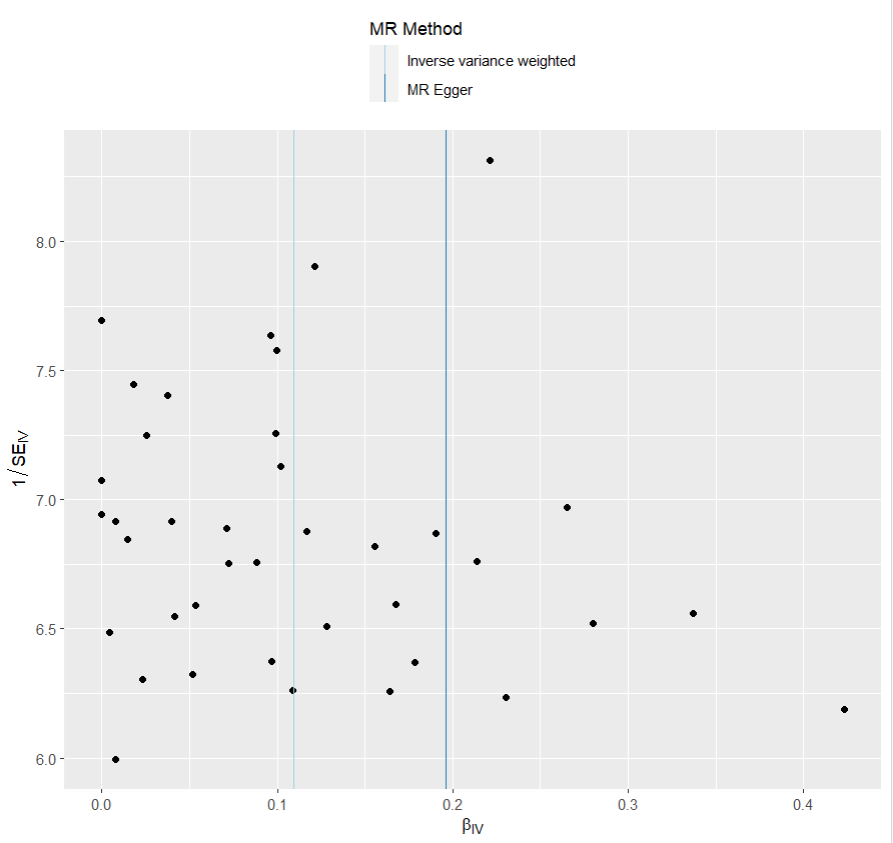 MR Method
Inverse variance weighted
MR Egger
8.0
7.5
7.0
6.5
6.0
1/SEIV
0.0 0.1 0.2 0.3 0.4
βIV